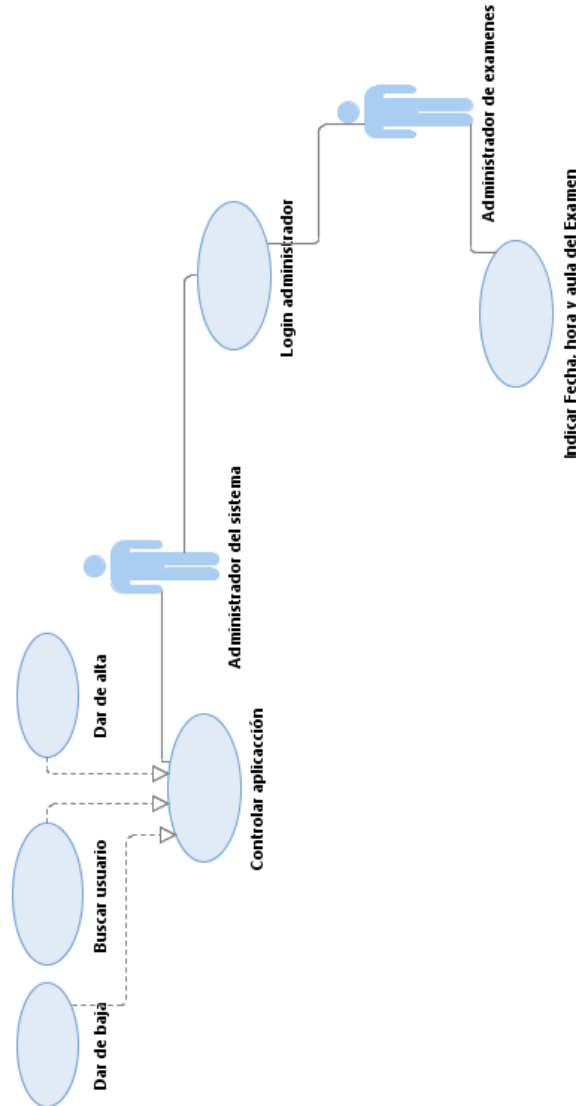 Dar de baja
Buscar usuario
Dar de alta
Controlar aplicacción
Administrador del sistema
Login administrador
Administrador de examenes
Indicar Fecha, hora y aula del Examen